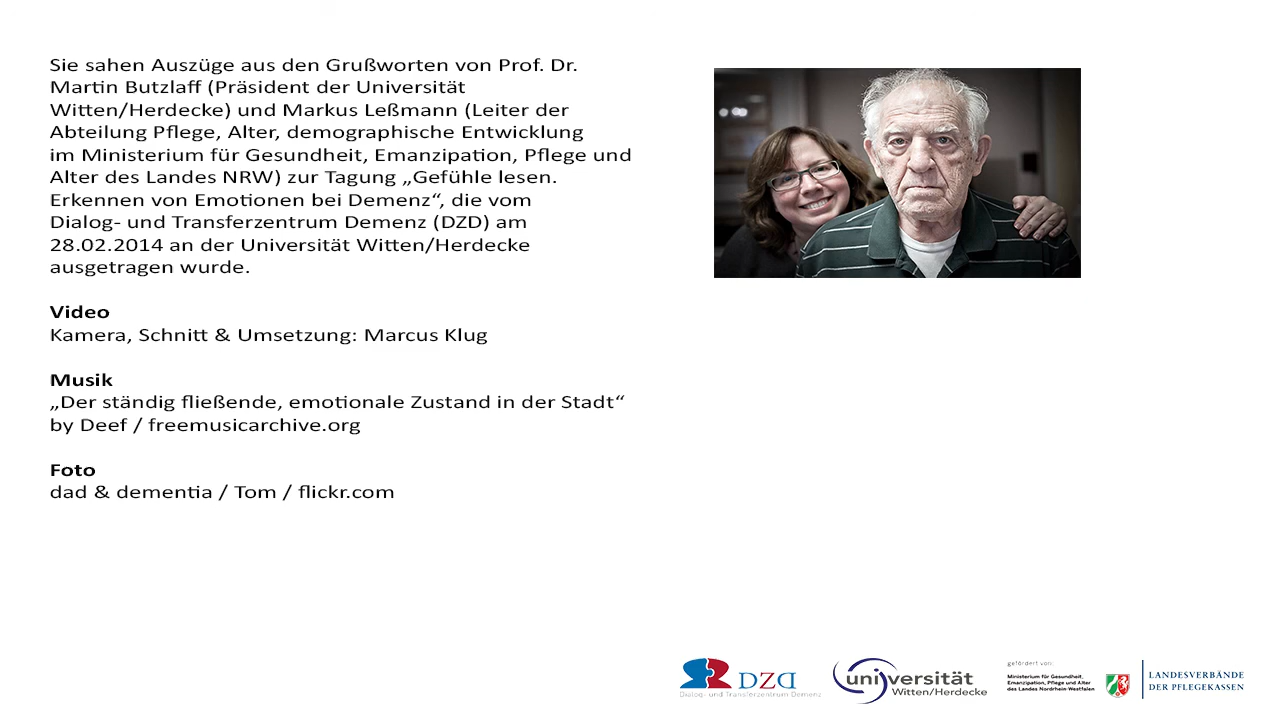 Sie sahen Auszüge aus den Grußworten von Prof. Dr.
Martin Butzlaff (Präsident der Universität
Witten/Herdecke) und Markus Leßmann (Leiter der
Abteilung Pflege, Alter, demographische Entwicklung
im Ministerium für Gesundheit, Emanzipation, Pflege und
Alter des Landes NRW) zur Tagung „Gefühle lesen.
Erkennen von Emotionen bei Demenz“, die vom
Dialog- und Transferzentrum Demenz (DZD) am
28.02.2014 an der Universität Witten/Herdecke
ausgetragen wurde.
Video
Kamera, Schnitt & Umsetzung: Marcus Klug
Musik
„Der ständig fließende, emotionale Zustand in der Stadt“
by Deef / freemusicarchive.org
Foto
dad & dementia / Tom / flickr.com
DZD
Dialog- und Transferzentrum Demenz
universität
Witten/Herdecke
gefördert von:
Ministerium für Gesundheit,
Emanzipation, Pflege und Alter
des Landes Nordrhein-Westfalen
LANDESVERBÄNDE
DER PFLEGEKASSEN